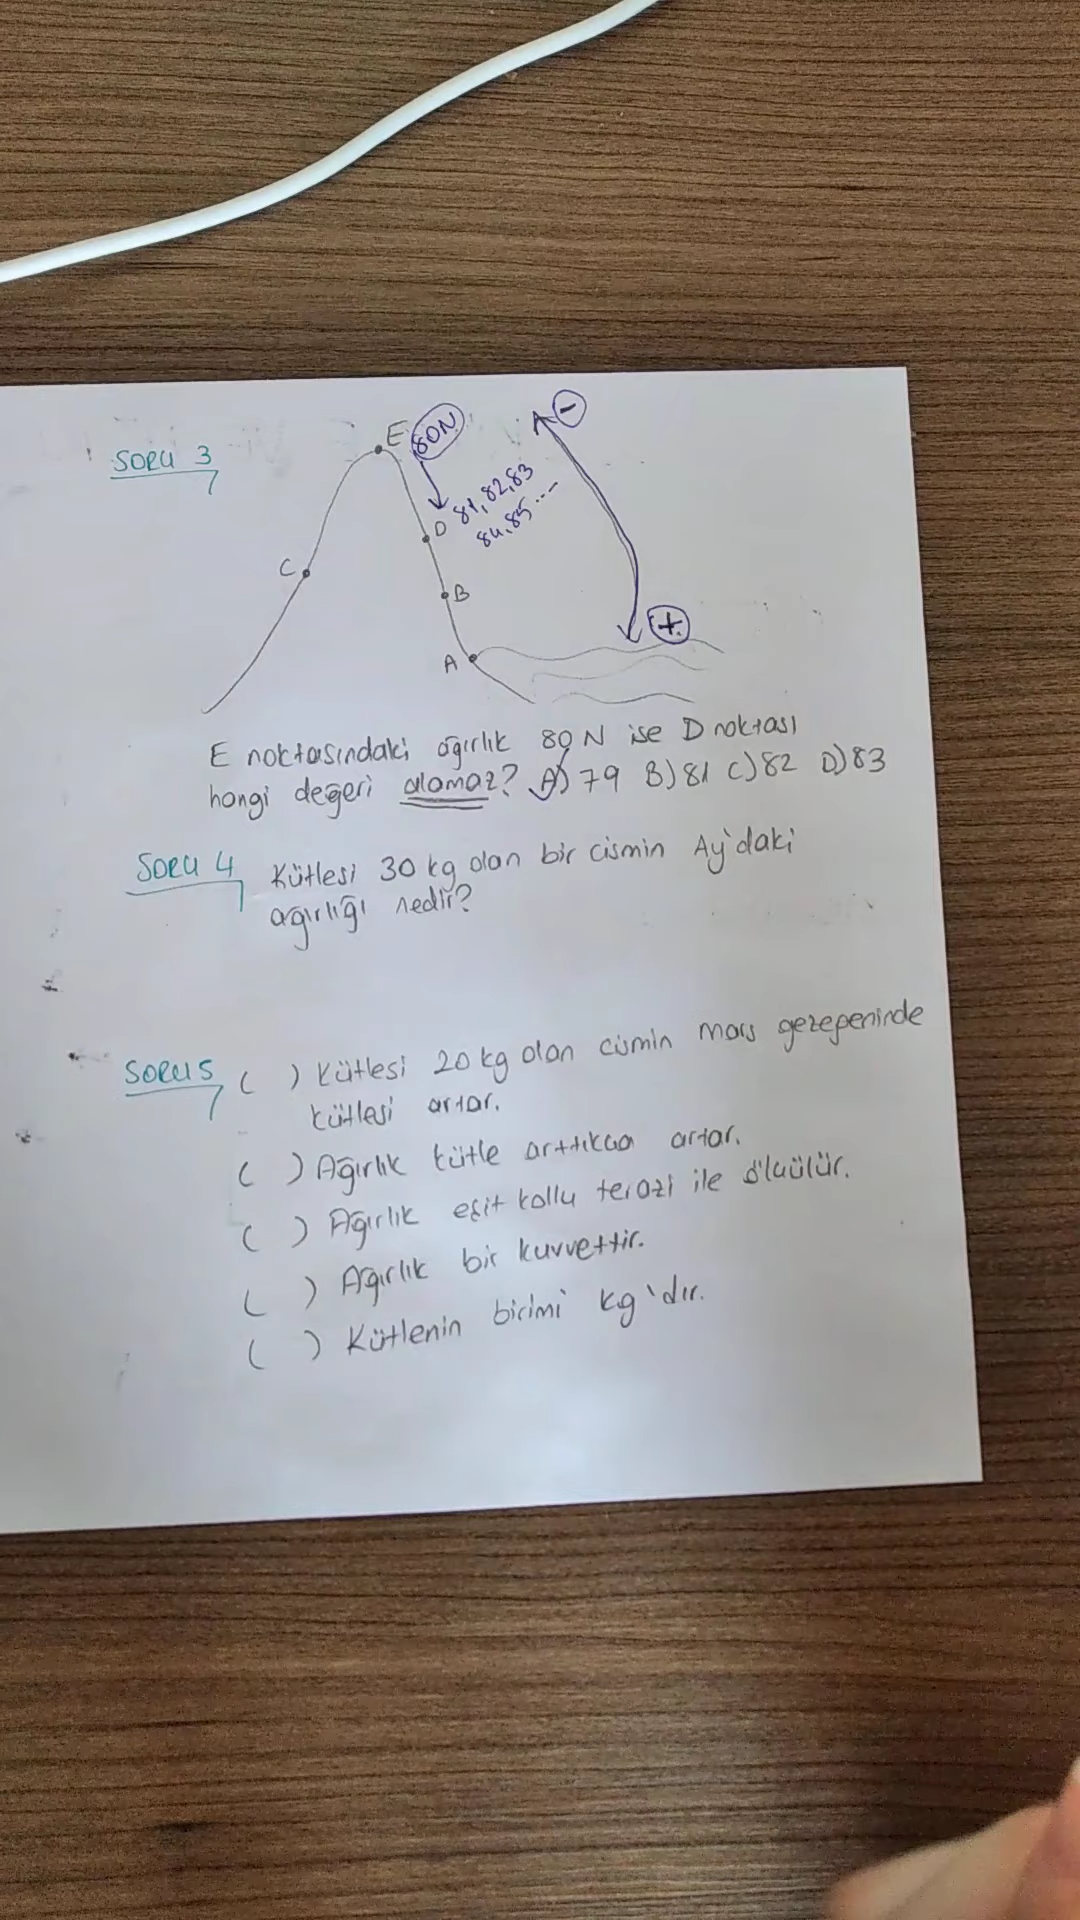 SORU 3
E 80N
-
81, 82, 83
84, 85 ....
D
C
B
+
A
E noktasındaki ağırlık 80 N ise D noktası
hangi değeri alamaz? A) 79 B) 81 C) 82 D) 83
SORU 4 Kütlesi 30 kg olan bir cismin Ay'daki
ağırlığı nedir?
SORU 5 ( ) Kütlesi 20 kg olan cismin mars gezegeninde
kütlesi artar.
( ) Ağırlık kütle arttıkça artar.
( ) Ağırlık eşit kollu terazi ile ölçülür.
( ) Ağırlık bir kuvvettir.
( ) Kütlenin birimi kg'dır.